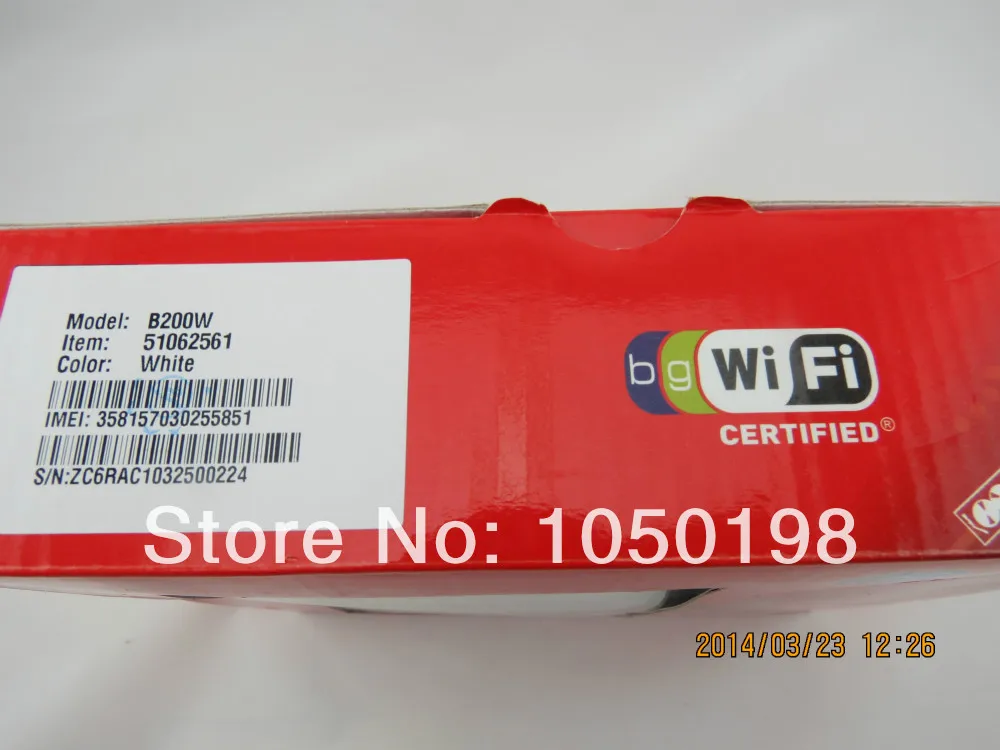 Model: B200W
Item: 51062561
Color: White
IMEI: 358157030255851
S/N:ZC6RAC1032500224
b g Wi Fi
CERTIFIED®
Store No: 1050198
2014/03/23 12:26